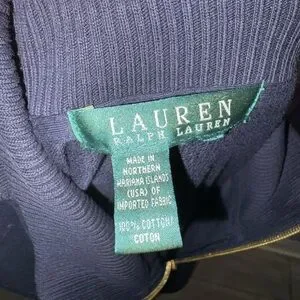 LAUREN
RALPH LAUREN
MADE IN
NORTHERN
MARIANA ISLANDS
(USA) OF
IMPORTED FABRIC
100% COTTON/
COTON